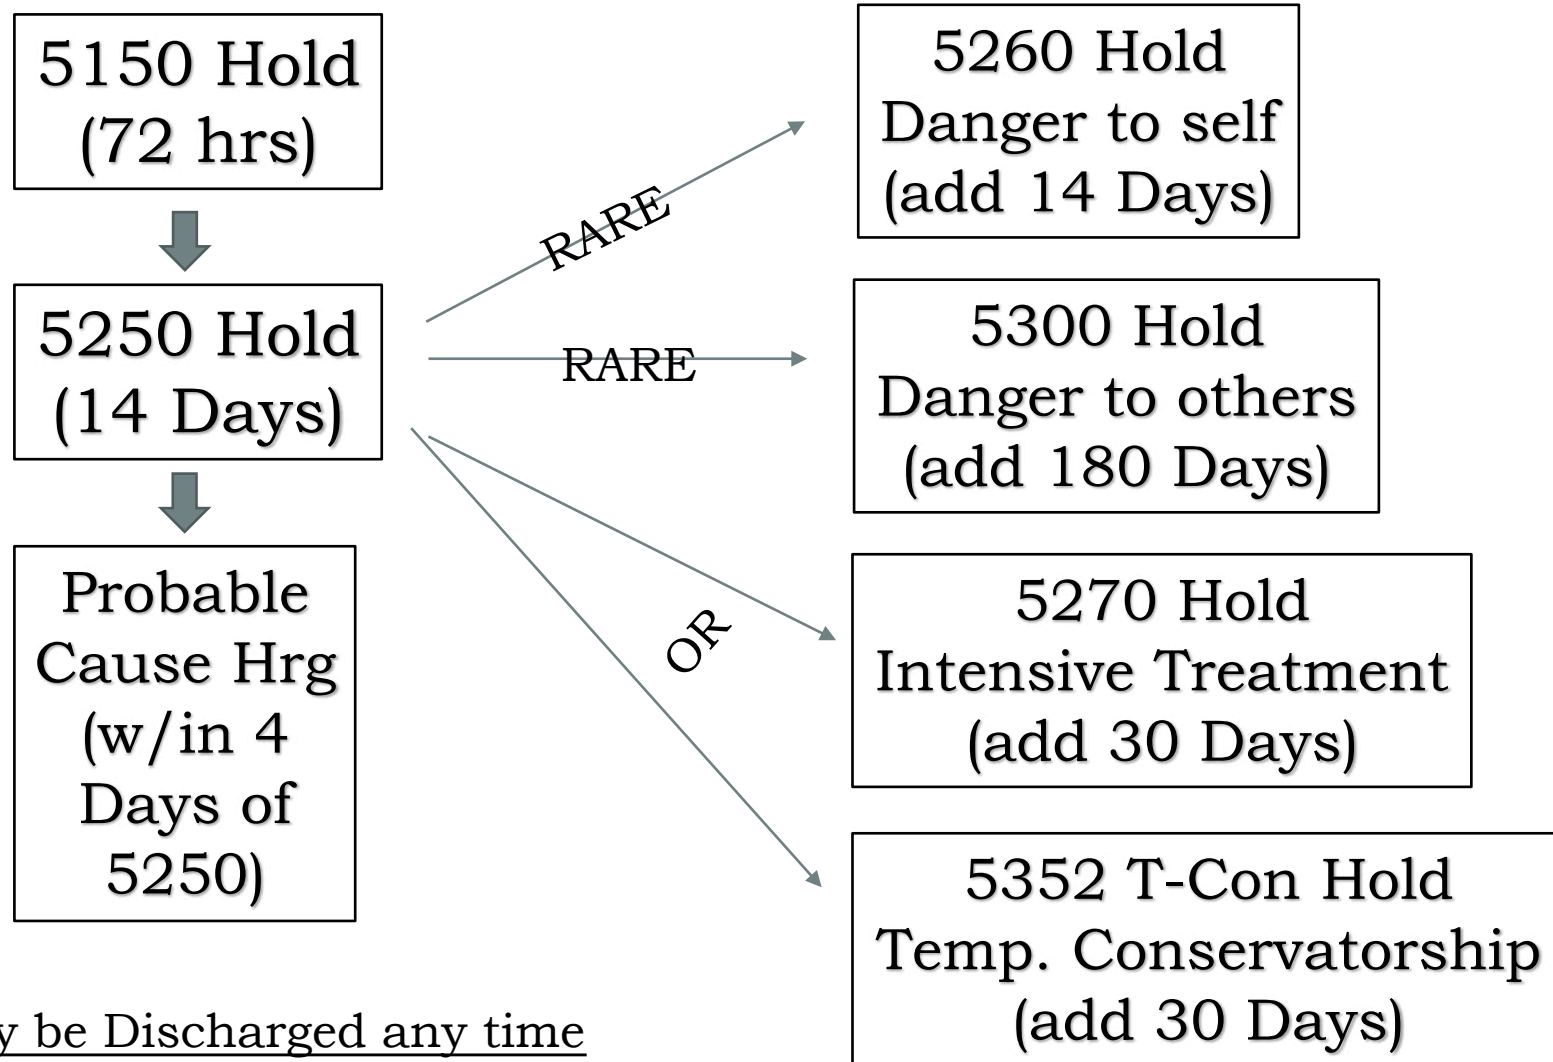 5150 Hold
(72 hrs)
5250 Hold
(14 Days)
Probable
Cause Hrg
(w/in 4
Days of
5250)
RARE
RARE
OR
5260 Hold
Danger to self
(add 14 Days)
5300 Hold
Danger to others
(add 180 Days)
5270 Hold
Intensive Treatment
(add 30 Days)
5352 T-Con Hold
Temp. Conservatorship
(add 30 Days)
y be Discharged any time